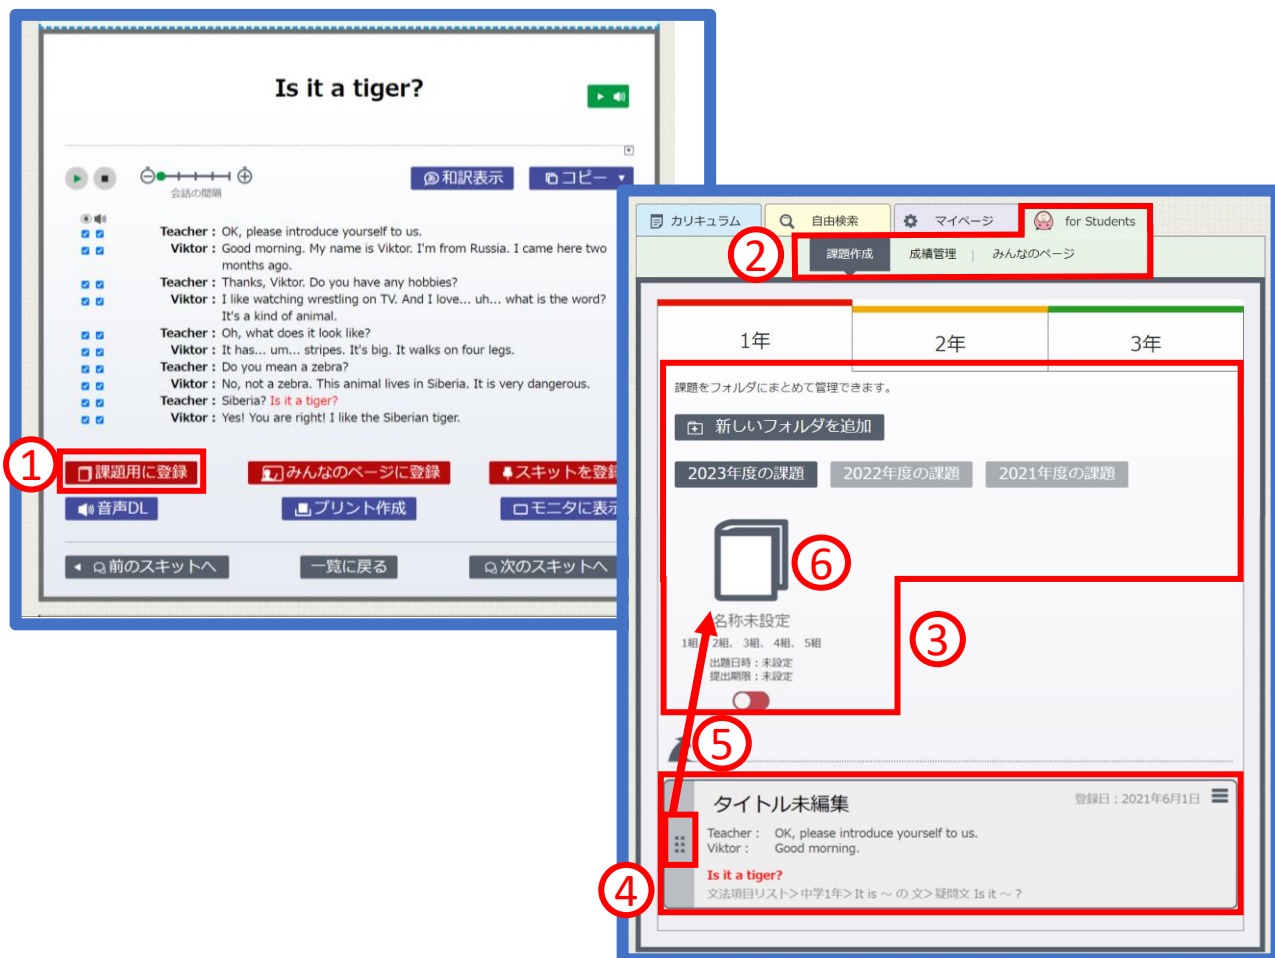 Is it a tiger?
会話の間隔
和訳表示
コピー
Teacher : OK, please introduce yourself to us.
Viktor : Good morning. My name is Viktor. I'm from Russia. I came here two
months ago.
Teacher : Thanks, Viktor. Do you have any hobbies?
Viktor : I like watching wrestling on TV. And I love... uh... what is the word?
It's a kind of animal.
Teacher : Oh, what does it look like?
Viktor : It has... um... stripes. It's big. It walks on four legs.
Teacher : Do you mean a zebra?
Viktor : No, not a zebra. This animal lives in Siberia. It is very dangerous.
Teacher : Siberia? Is it a tiger?
Viktor : Yes! You are right! I like the Siberian tiger.
①
課題用に登録
みんなのページに登録
スキットを登録
音声DL
プリント作成
モニタに表示
前のスキットへ
一覧に戻る
次のスキットへ
カリキュラム
自由検索
マイページ
for Students
②
課題作成
成績管理
みんなのページ
1年
2年
3年
課題をフォルダにまとめて管理できます。
新しいフォルダを追加
2023年度の課題
2022年度の課題
2021年度の課題
⑥
名称未設定
③
1組、2組、3組、4組、5組
出題日時：未設定
提出期限：未設定
⑤
タイトル未編集
登録日：2021年6月1日
Teacher : OK, please introduce yourself to us.
Viktor : Good morning.
Is it a tiger?
④
文法項目リスト＞中学1年＞It is ～ の 文＞疑問文 Is it ～ ?